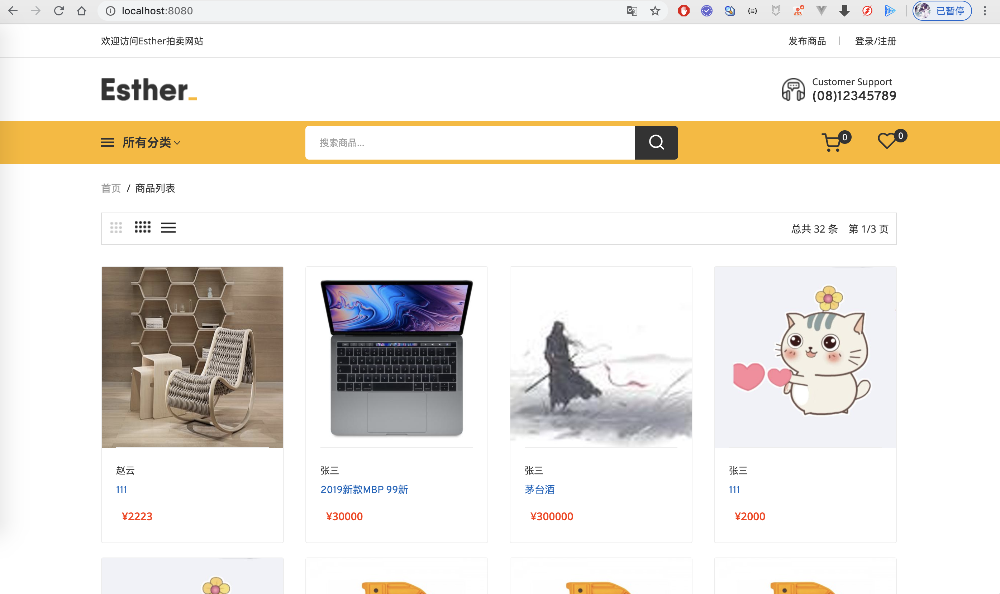 localhost:8080
已暂停
欢迎访问Esther拍卖网站
发布商品 | 登录/注册
Esther_
Customer Support
(08)12345789
所有分类
搜索商品...
0
0
首页 / 商品列表
总共 32 条 第 1/3 页
赵云
111
¥2223
张三
2019新款MBP 99新
¥30000
张三
茅台酒
¥300000
张三
111
¥2000